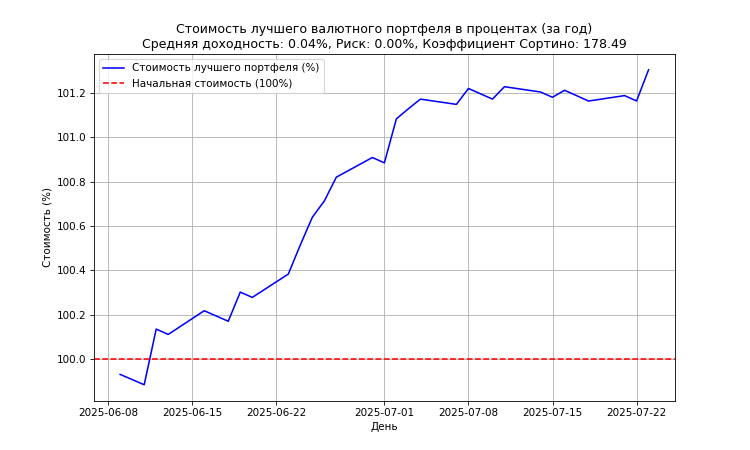 Стоимость лучшего валютного портфеля в процентах (за год)
Средняя доходность: 0.04%, Риск: 0.00%, Коэффициент Сортино: 178.49
Стоимость лучшего портфеля (%)
Начальная стоимость (100%)
Стоимость (%)
101.2
101.0
100.8
100.6
100.4
100.2
100.0
2025-06-08 2025-06-15 2025-06-22 2025-07-01 2025-07-08 2025-07-15 2025-07-22
День